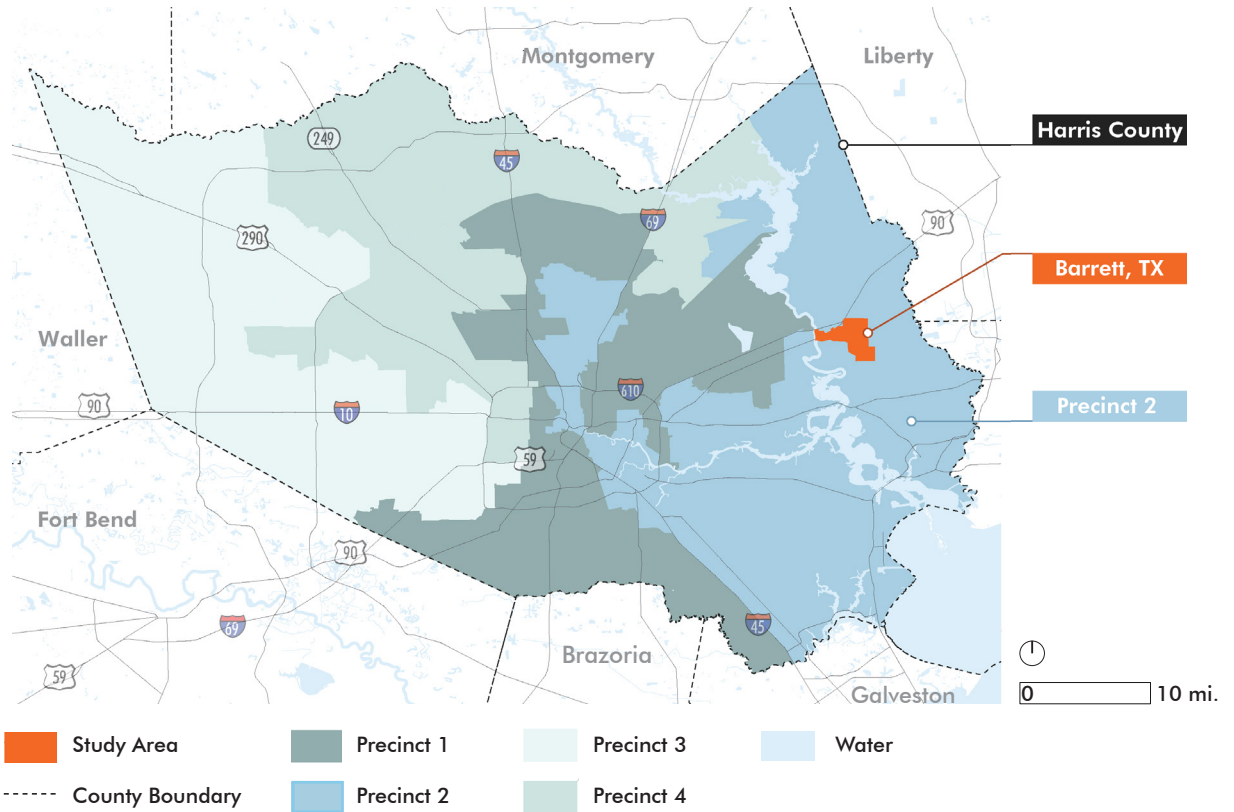 Montgomery
Liberty
Harris County
249
45
69
90
290
Barrett, TX
Waller
610
90
10
Precinct 2
59
Fort Bend
90
69
45
Brazoria
59
Galveston
0
10 mi.
Study Area
Precinct 1
Precinct 3
Water
County Boundary
Precinct 2
Precinct 4